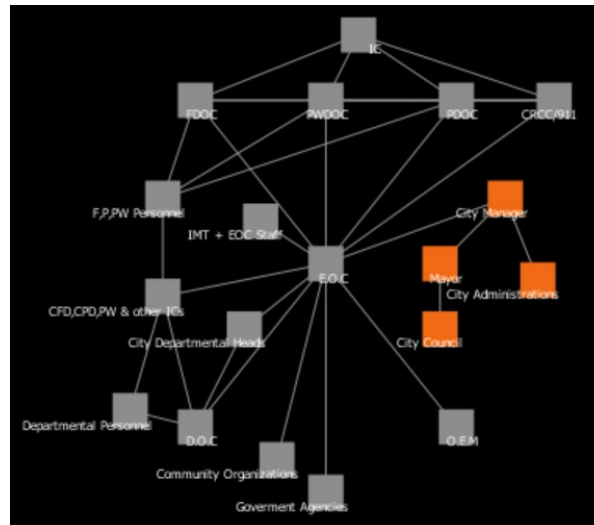 IC
FDOC
PWDOC
PDOC
CRCC/911
F,P,PW Personnel
City Manager
IMT + EOC Staff
E.O.C
Mayor
City Administrations
CFD,CPD,PW & other ICs
City Departmental Heads
City Council
Departmental Personnel
D.O.C
O.E.M
Community Organizations
Goverment Agencies